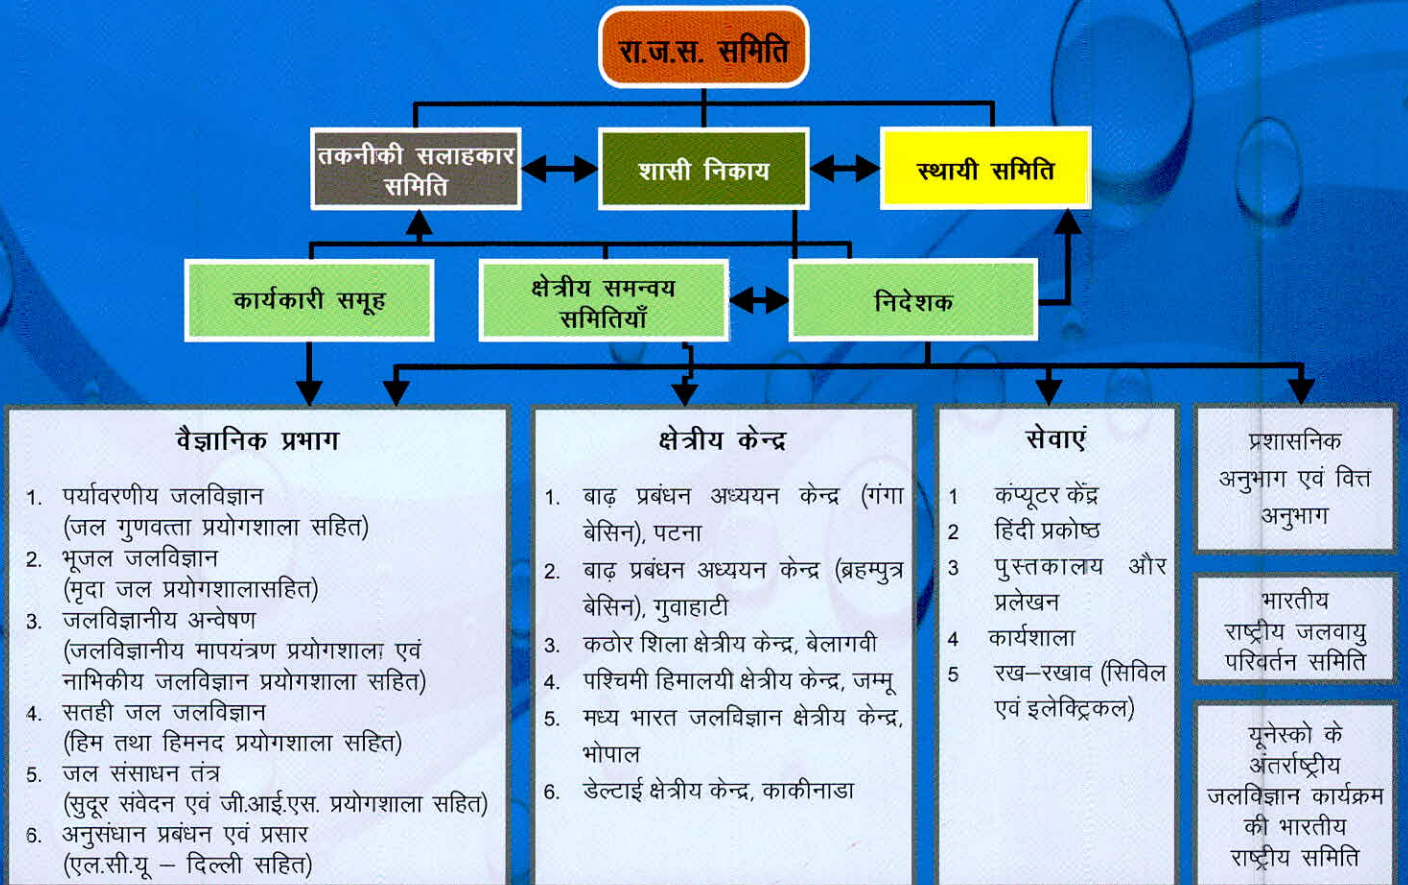 रा.ज.स. समिति
तकनीकी सलाहकार
समिति
शासी निकाय
स्थायी समिति
कार्यकारी समूह
क्षेत्रीय समन्वय
समितियाँ
निदेशक
वैज्ञानिक प्रभाग
1. पर्यावरणीय जलविज्ञान
(जल गुणवत्ता प्रयोगशाला सहित)
2. भूजल जलविज्ञान
(मृदा जल प्रयोगशालासहित)
3. जलविज्ञानीय अन्वेषण
(जलविज्ञानीय मापयंत्रण प्रयोगशाला एवं
नाभिकीय जलविज्ञान प्रयोगशाला सहित)
4. सतही जल जलविज्ञान
(हिम तथा हिमनद प्रयोगशाला सहित)
5. जल संसाधन तंत्र
(सुदूर संवेदन एवं जी.आई.एस. प्रयोगशाला सहित)
6. अनुसंधान प्रबंधन एवं प्रसार
(एल.सी.यू – दिल्ली सहित)
क्षेत्रीय केन्द्र
1. बाढ़ प्रबंधन अध्ययन केन्द्र (गंगा
बेसिन), पटना
2. बाढ़ प्रबंधन अध्ययन केन्द्र (ब्रहम्पुत्र
बेसिन), गुवाहाटी
3. कठोर शिला क्षेत्रीय केन्द्र, बेलागवी
4. पश्चिमी हिमालयी क्षेत्रीय केन्द्र, जम्मू
5. मध्य भारत जलविज्ञान क्षेत्रीय केन्द्र,
भोपाल
6. डेल्टाई क्षेत्रीय केन्द्र, काकीनाडा
सेवाएं
1 कंप्यूटर केंद्र
2 हिंदी प्रकोष्ठ
3 पुस्तकालय और
प्रलेखन
4 कार्यशाला
5 रख–रखाव (सिविल
एवं इलेक्ट्रिकल)
प्रशासनिक
अनुभाग एवं वित्त
अनुभाग
भारतीय
राष्ट्रीय जलवायु
परिवर्तन समिति
यूनेस्को के
अंतर्राष्ट्रीय
जलविज्ञान कार्यक्रम
की भारतीय
राष्ट्रीय समिति